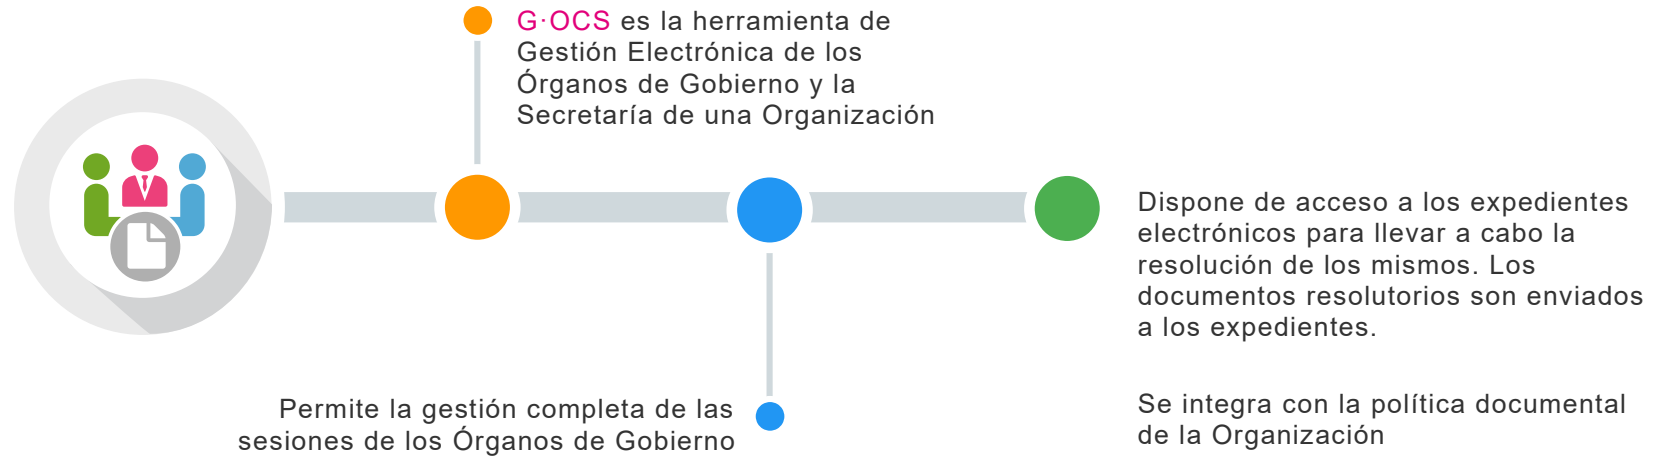 G·OCS es la herramienta de
Gestión Electrónica de los
Órganos de Gobierno y la
Secretaría de una Organización
Dispone de acceso a los expedientes
electrónicos para llevar a cabo la
resolución de los mismos. Los
documentos resolutorios son enviados
a los expedientes.
Permite la gestión completa de las
sesiones de los Órganos de Gobierno
Se integra con la política documental
de la Organización